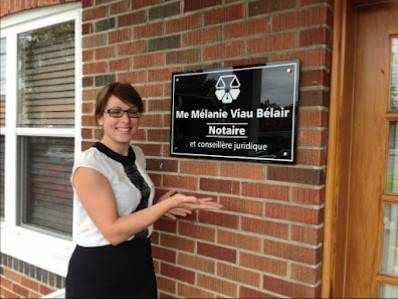 Me Mélanie Viau Bélair
Notaire
et conseillère juridique